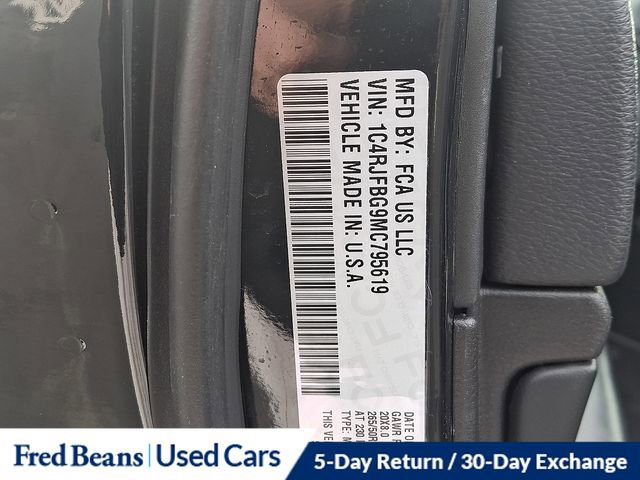 MFD BY: FCA US LLC
VIN: 1C4RJFBG9MC795619
VEHICLE MADE IN: U.S.A.
DATE O
GAWR F
20X8.0
265/50R
AT 230
TYPE: M
THIS VE
Fred Beans | Used Cars
5-Day Return / 30-Day Exchange